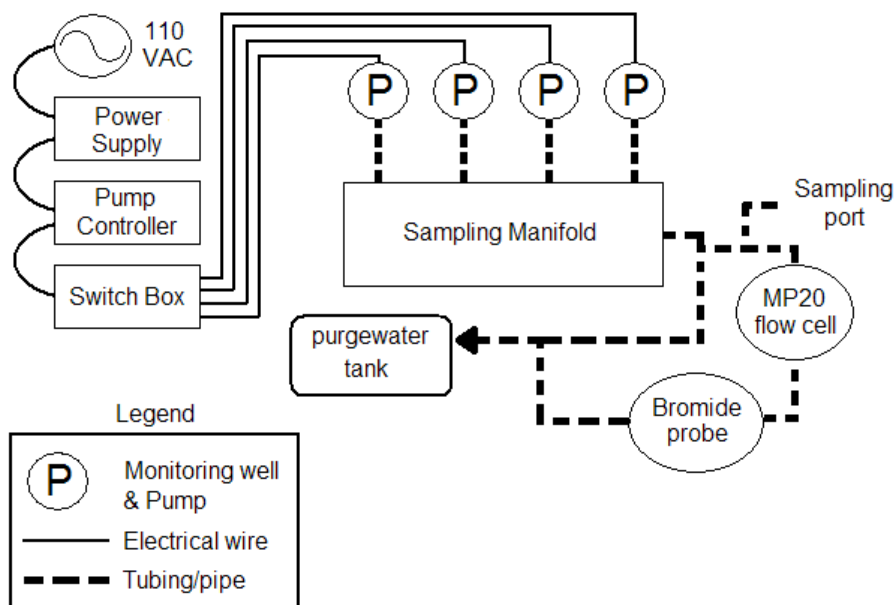 110
VAC
Power
Supply
Pump
Controller
Switch Box
P P P P
Sampling Manifold
Sampling
port
MP20
flow cell
purgewater
tank
Bromide
probe
Legend
P
Monitoring well
& Pump
Electrical wire
Tubing/pipe